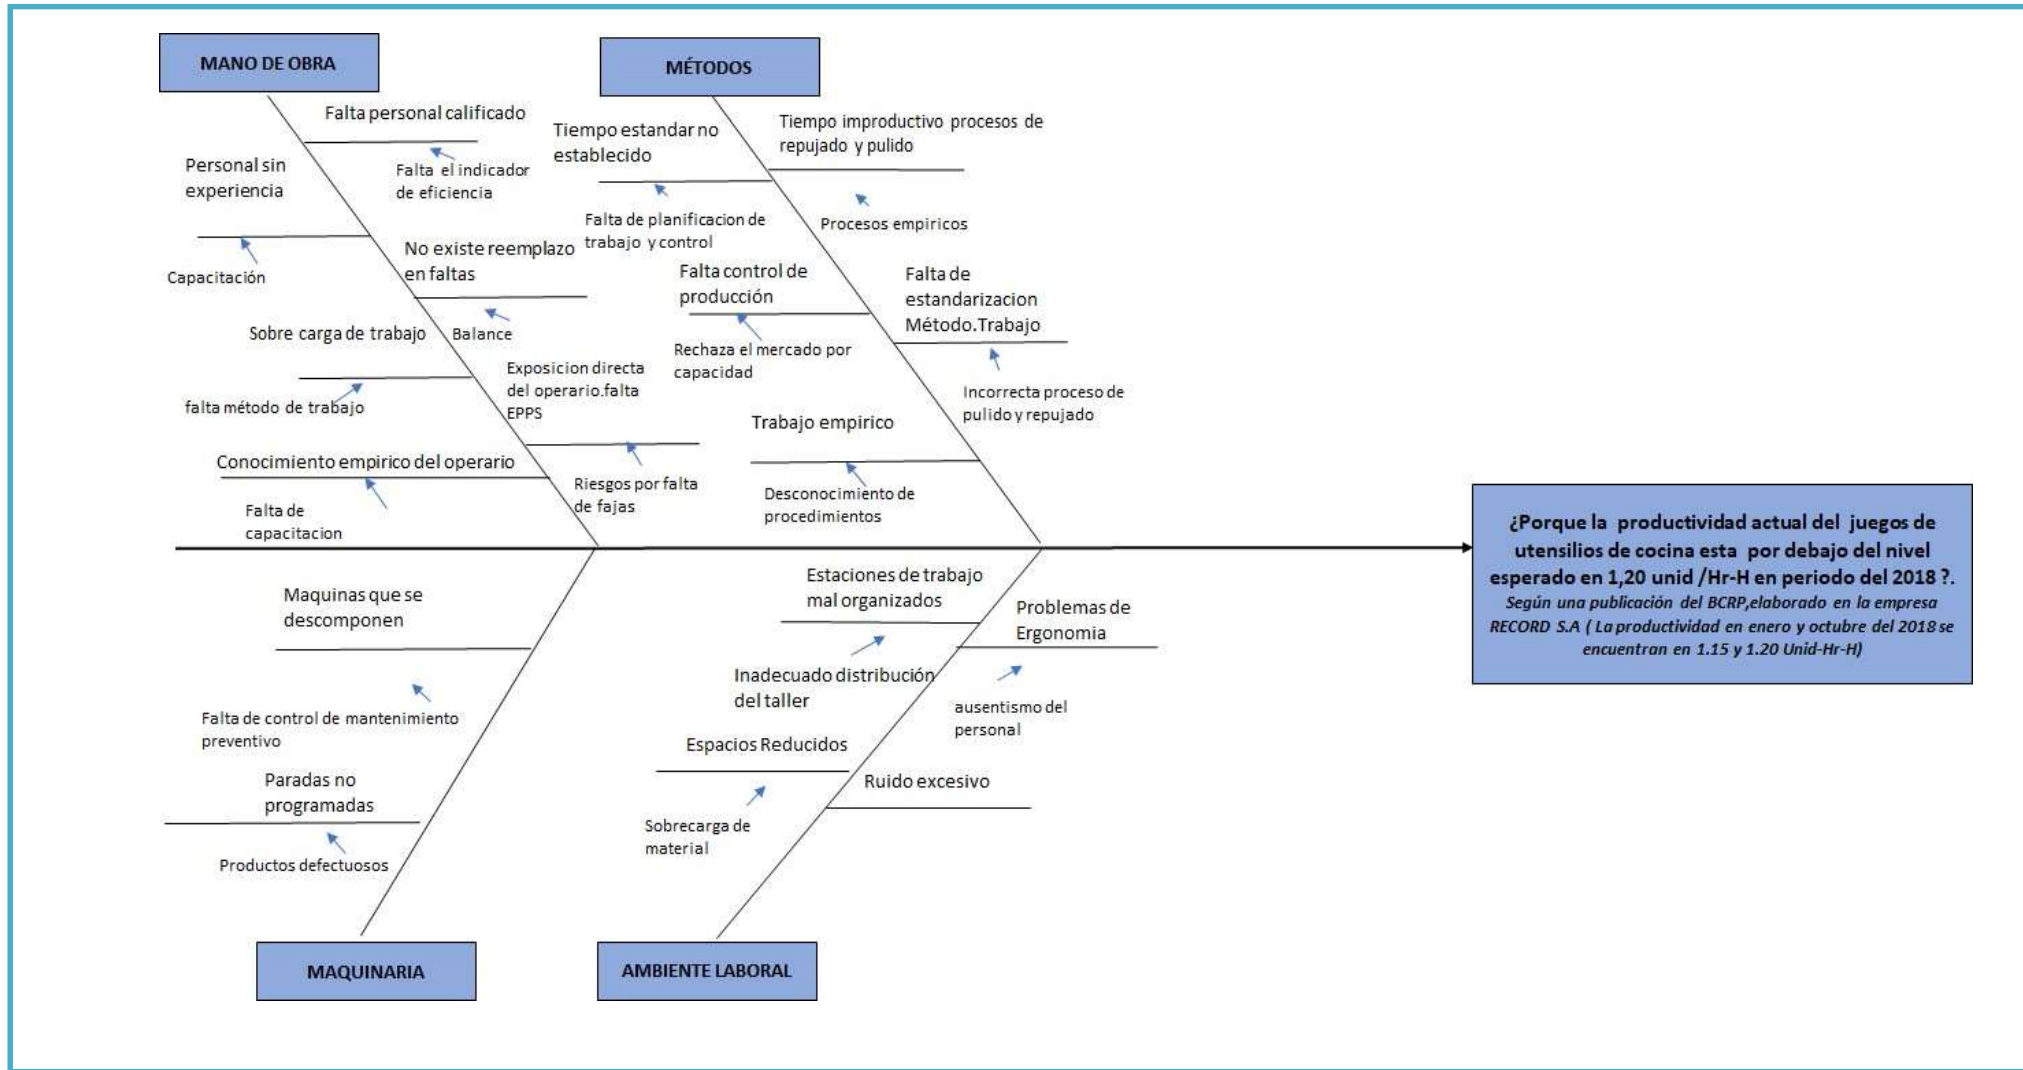 MANO DE OBRA
MÉTODOS
Falta personal calificado
Falta el indicador
de eficiencia
Personal sin
experiencia
Capacitación
No existe reemplazo
en faltas
Balance
Sobre carga de trabajo
falta método de trabajo
Exposicion directa
del operario.falta
EPPS
Riesgos por falta
de fajas
Conocimiento empirico del operario
Falta de
capacitacion
Tiempo estandar no
establecido
Falta de planificacion de
trabajo y control
Tiempo improductivo procesos de
repujado y pulido
Procesos empiricos
Falta control de
producción
Rechaza el mercado por
capacidad
Falta de
estandarizacion
Método.Trabajo
Incorrecta proceso de
pulido y repujado
Trabajo empirico
Desconocimiento de
procedimientos
¿Porque la productividad actual del juegos de
utensilios de cocina esta por debajo del nivel
esperado en 1,20 unid /Hr-H en periodo del 2018 ?.
Según una publicación del BCRP,elaborado en la empresa
RECORD S.A ( La productividad en enero y octubre del 2018 se
encuentran en 1.15 y 1.20 Unid-Hr-H)
Maquinas que se
descomponen
Falta de control de mantenimiento
preventivo
Paradas no
programadas
Productos defectuosos
Estaciones de trabajo
mal organizados
Inadecuado distribución
del taller
Problemas de
Ergonomia
ausentismo del
personal
Espacios Reducidos
Sobrecarga de
material
Ruido excesivo
MAQUINARIA
AMBIENTE LABORAL